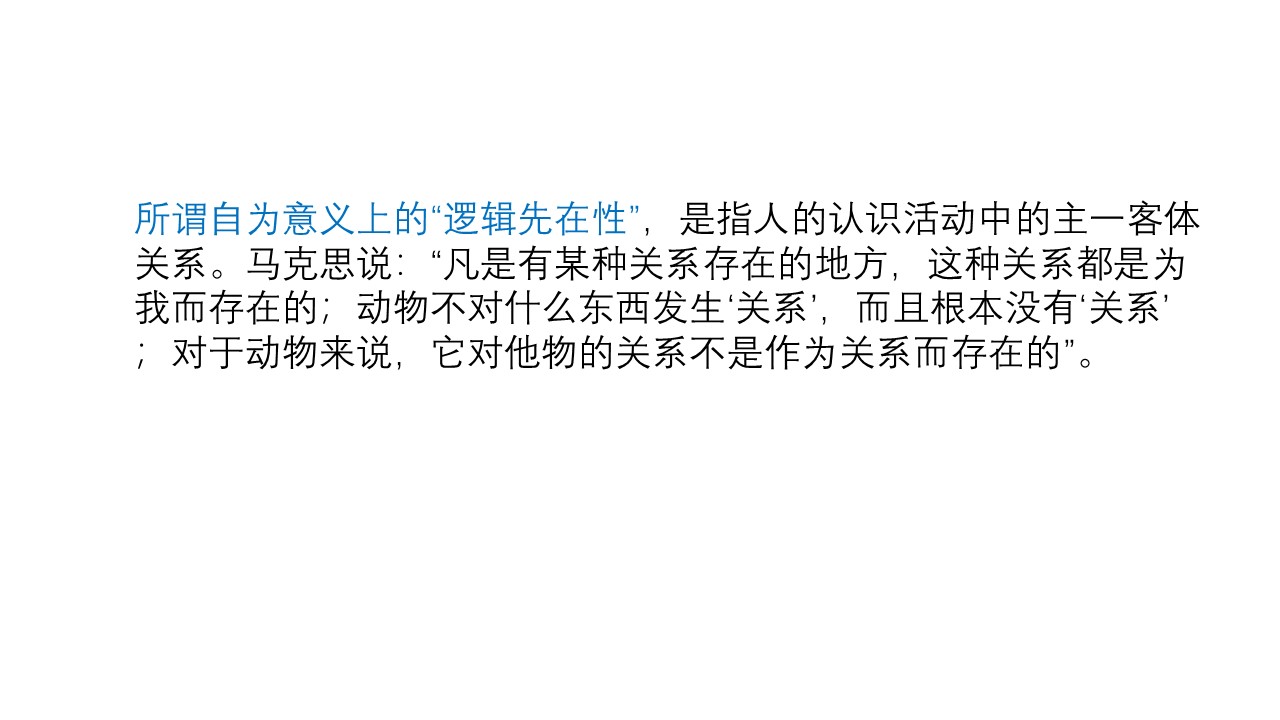 所谓自为意义上的“逻辑先在性”，是指人的认识活动中的主一客体
关系。马克思说：“凡是有某种关系存在的地方，这种关系都是为
我而存在的；动物不对什么东西发生‘关系’，而且根本没有‘关系’
；对于动物来说，它对他物的关系不是作为关系而存在的”。